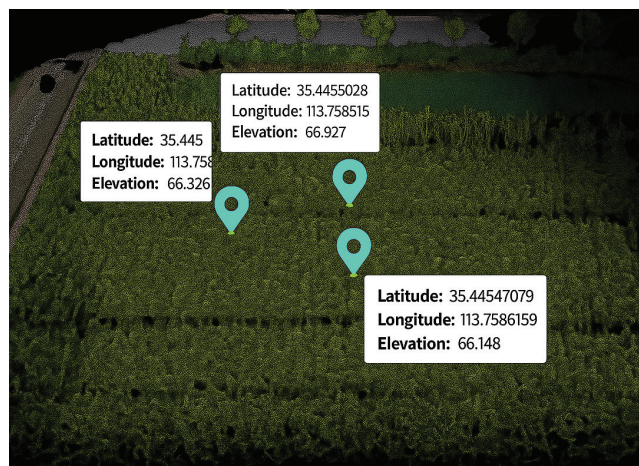 Latitude: 35.4455028
Longitude: 113.758515
Elevation: 66.927
Latitude: 35.445
Longitude: 113.758
Elevation: 66.326
Latitude: 35.44547079
Longitude: 113.7586159
Elevation: 66.148